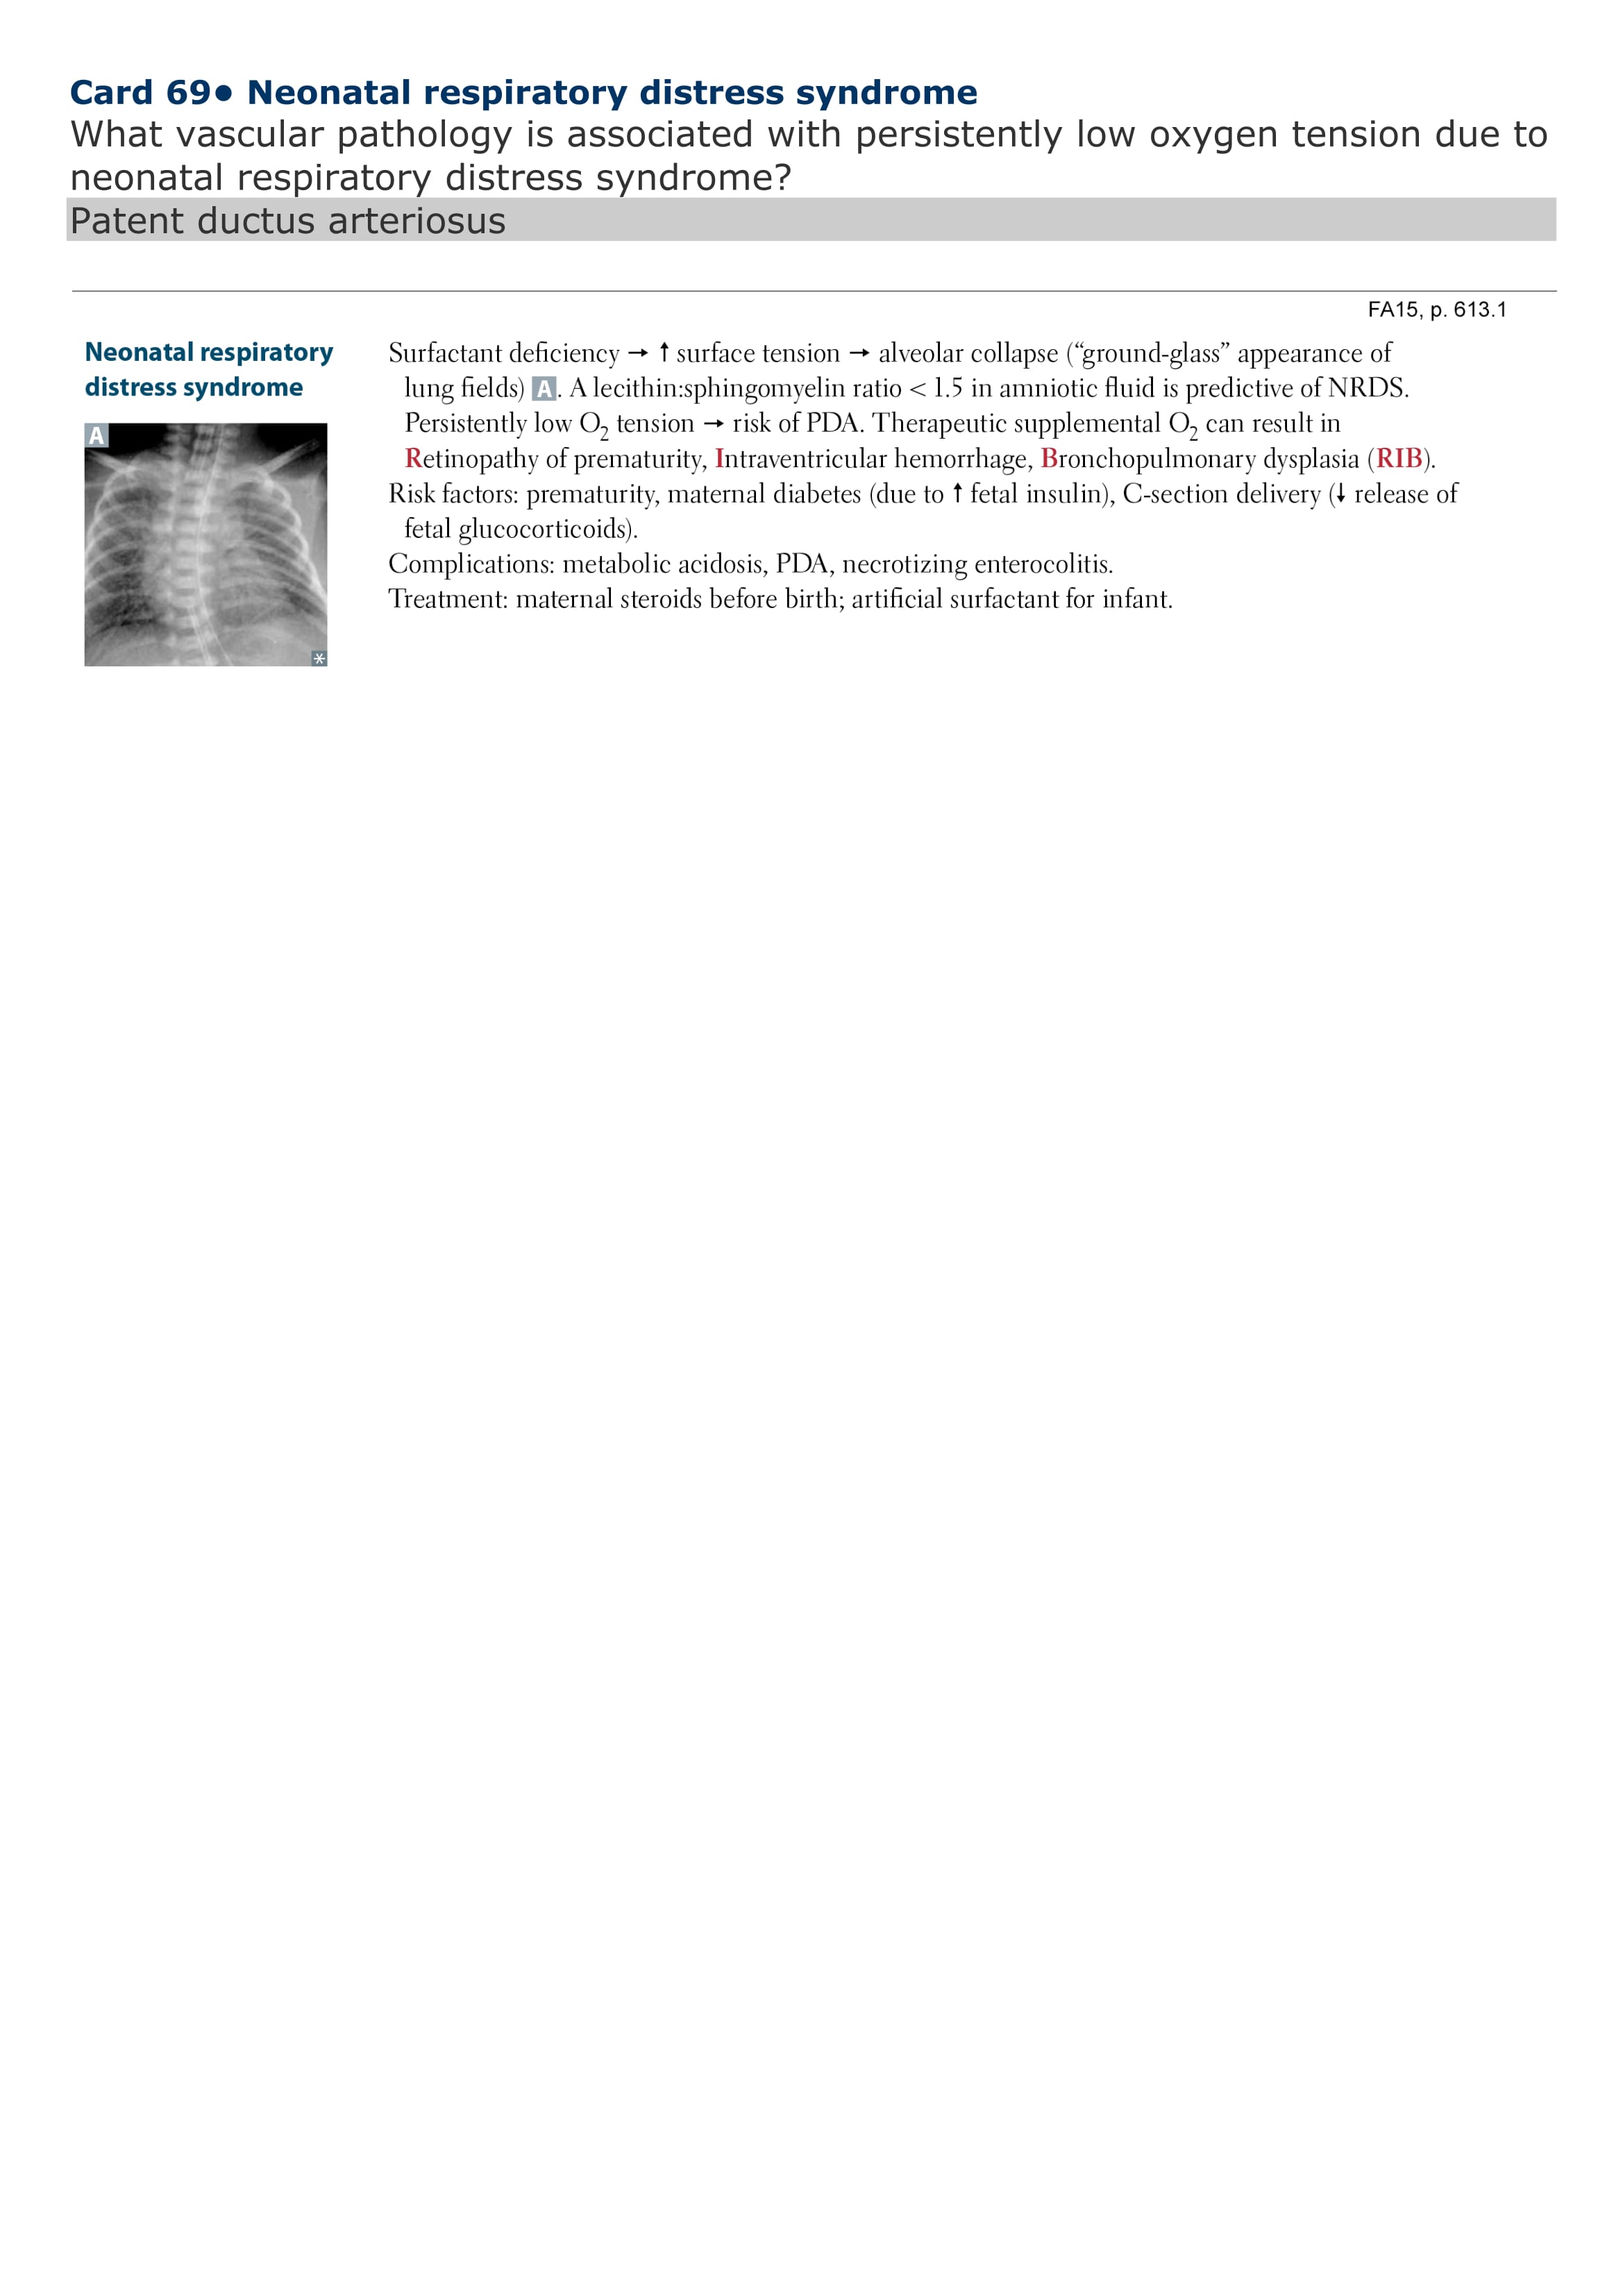 Card 69• Neonatal respiratory distress syndrome
What vascular pathology is associated with persistently low oxygen tension due to
neonatal respiratory distress syndrome?
Patent ductus arteriosus
FA15, p. 613.1
Neonatal respiratory
distress syndrome
A
*
Surfactant deficiency → ↑ surface tension → alveolar collapse (“ground-glass” appearance of
lung fields) A. A lecithin:sphingomyelin ratio < 1.5 in amniotic fluid is predictive of NRDS.
Persistently low O₂ tension → risk of PDA. Therapeutic supplemental O₂ can result in
Retinopathy of prematurity, Intraventricular hemorrhage, Bronchopulmonary dysplasia (RIB).
Risk factors: prematurity, maternal diabetes (due to ↑ fetal insulin), C-section delivery (↓ release of
fetal glucocorticoids).
Complications: metabolic acidosis, PDA, necrotizing enterocolitis.
Treatment: maternal steroids before birth; artificial surfactant for infant.